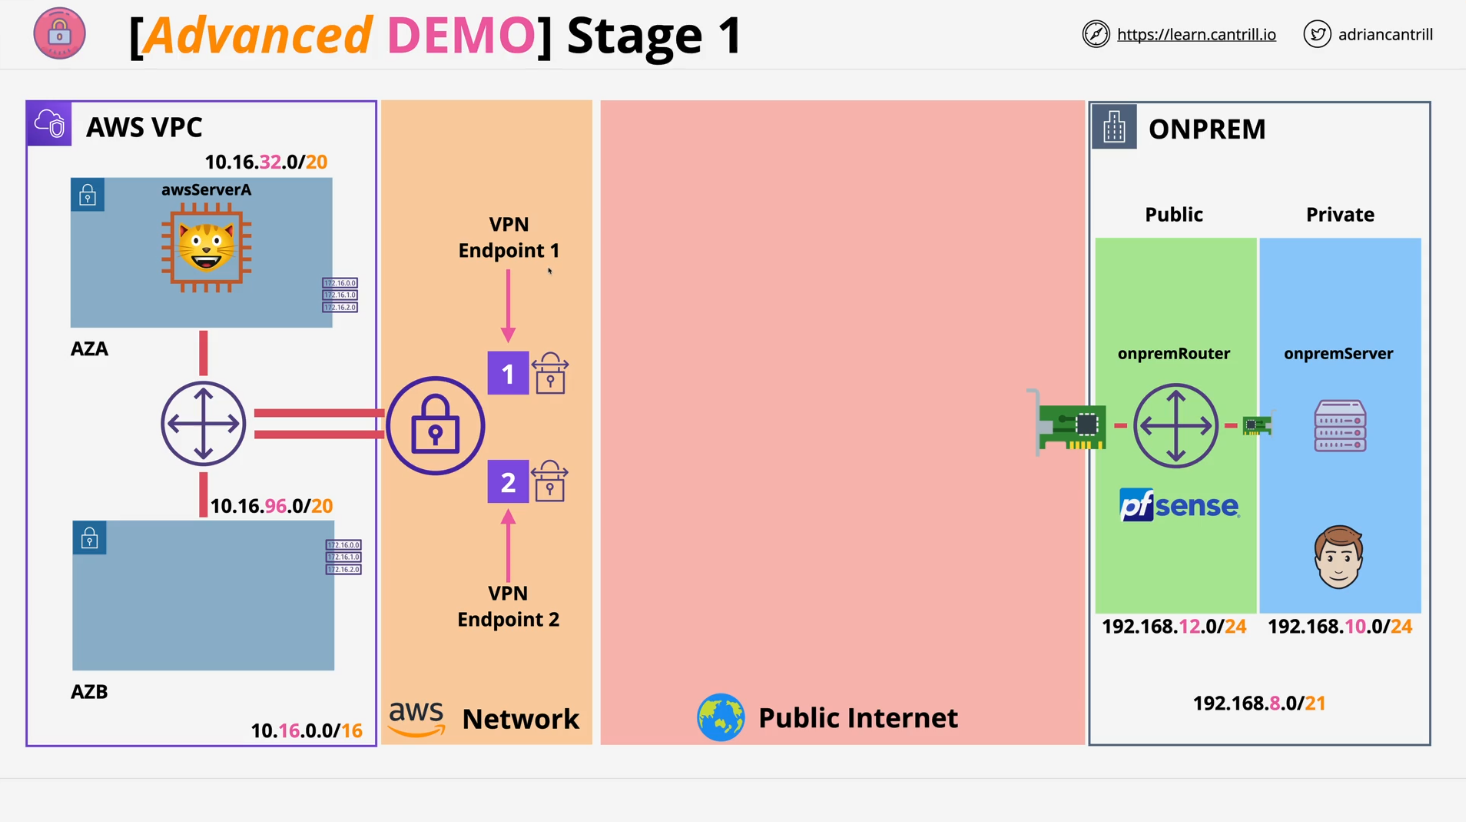 [Advanced DEMO] Stage 1
https://learn.cantrill.io
adriancantrill
AWS VPC
10.16.32.0/20
awsServerA
172.16.0.0
172.16.1.0
172.16.2.0
AZA
10.16.96.0/20
172.16.0.0
172.16.1.0
172.16.2.0
AZB
10.16.0.0/16
VPN
Endpoint 1
1
2
VPN
Endpoint 2
aws Network
Public Internet
ONPREM
Public
Private
onpremRouter
onpremServer
pfsense
192.168.12.0/24
192.168.10.0/24
192.168.8.0/21